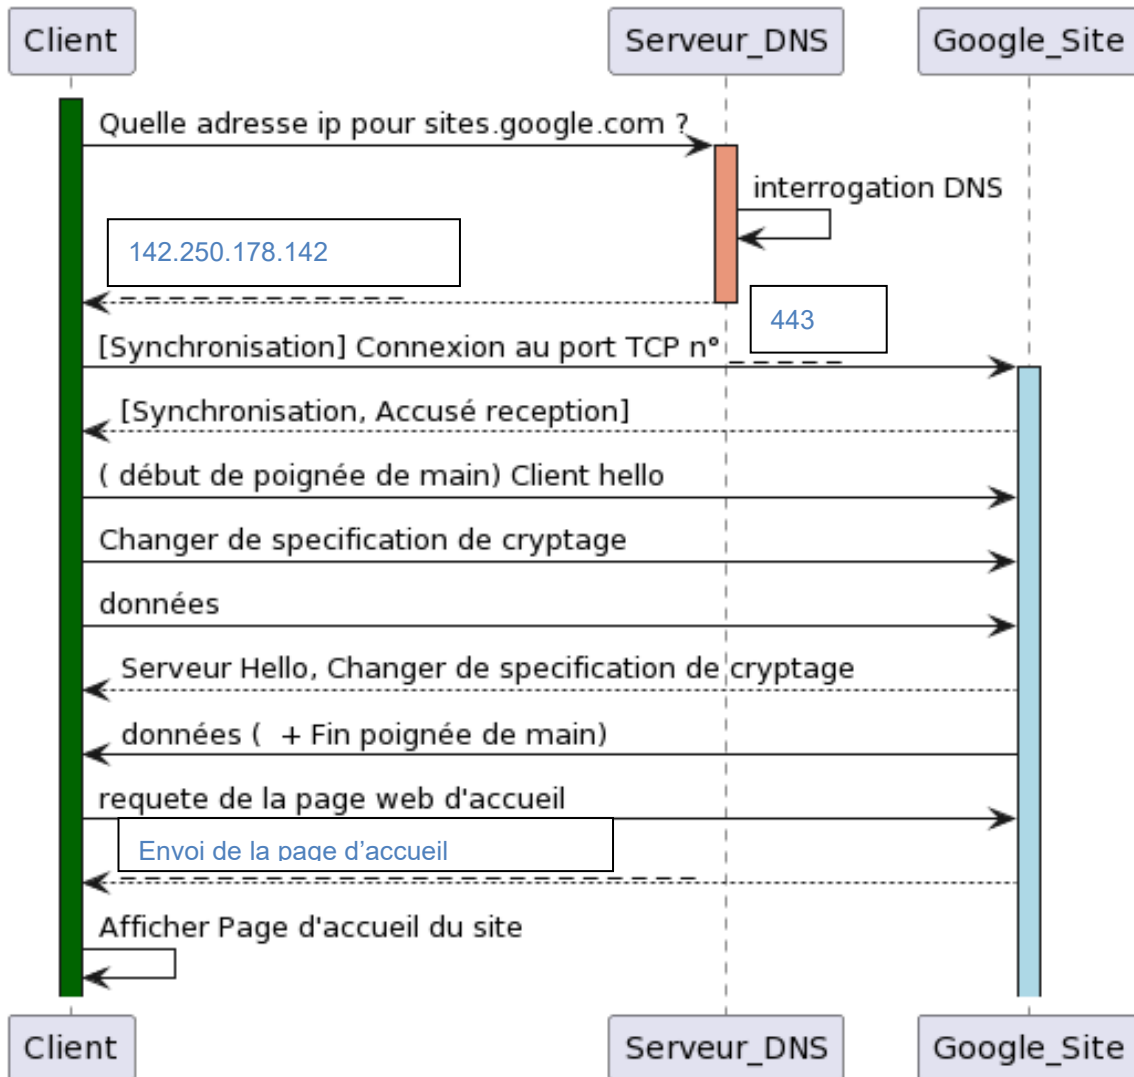 Client Serveur_DNS Google_Site
Quelle adresse ip pour sites.google.com ?
interrogation DNS
142.250.178.142
443
[Synchronisation] Connexion au port TCP n°
[Synchronisation, Accusé reception]
( début de poignée de main) Client hello
Changer de specification de cryptage
données
Serveur Hello, Changer de specification de cryptage
données (  + Fin poignée de main)
requete de la page web d'accueil
Envoi de la page d’accueil
Afficher Page d'accueil du site
Client Serveur_DNS Google_Site